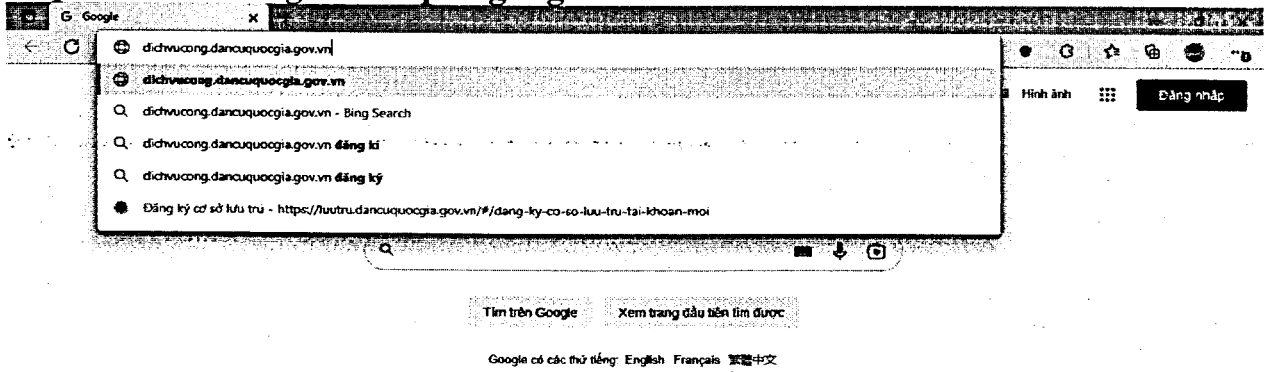 G Google
dichvucong.dancuquocgia.gov.vn
dichvucong.dancuquocgia.gov.vn
Hình ảnh
Đăng nhập
dichvucong.dancuquocgia.gov.vn - Bing Search
dichvucong.dancuquocgia.gov.vn đăng kí
dichvucong.dancuquocgia.gov.vn đăng ký
Đăng ký cơ sở lưu trú - https://luutru.dancuquocgia.gov.vn/#/dang-ky-co-so-luu-tru-tai-khoan-moi
Tìm trên Google Xem trang đầu tiên tìm được
Google có các thứ tiếng: English Français 繁體中文